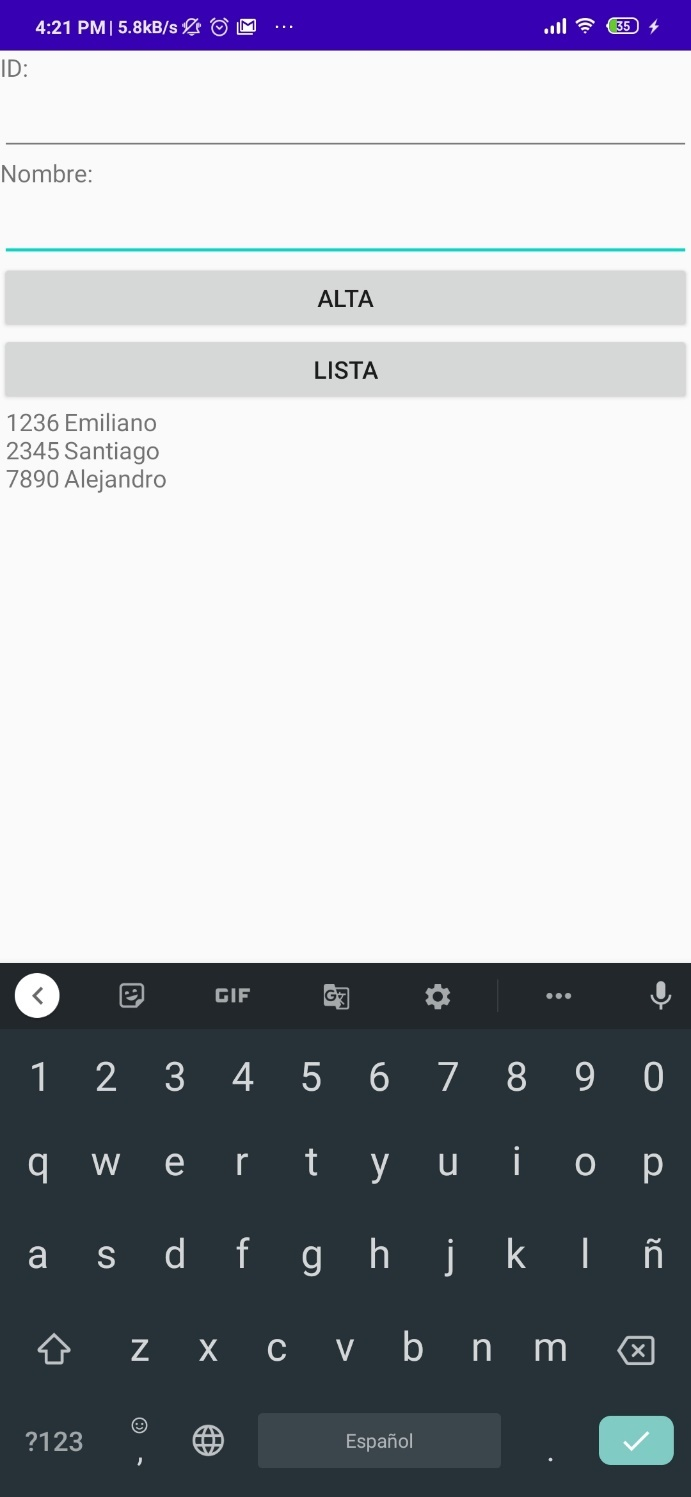 4:21 PM | 5.8kB/s ... 35
ID:
Nombre:
ALTA
LISTA
1236 Emiliano
2345 Santiago
7890 Alejandro
GIF G ...
1 2 3 4 5 6 7 8 9 0
q w e r t y u i o p
a s d f g h j k l ñ
z x c v b n m
?123 , Español .